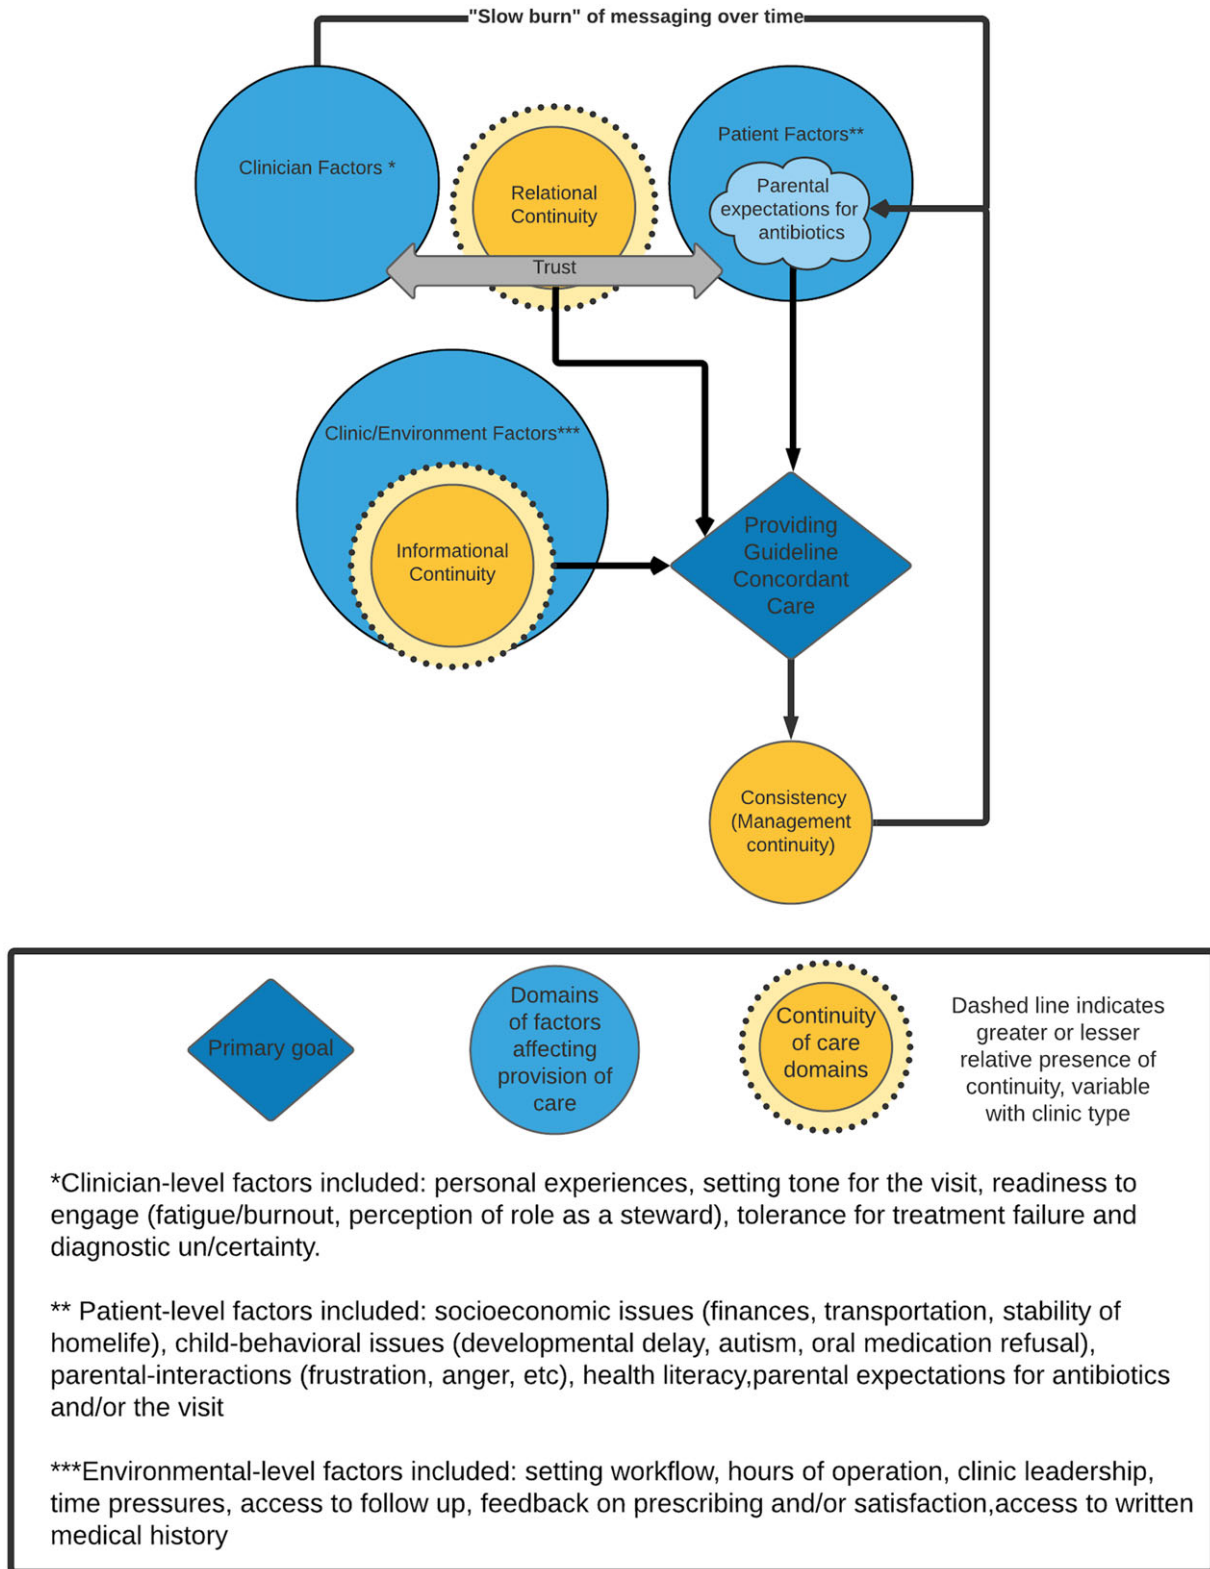 "Slow burn" of messaging over time
Clinician Factors *
Relational
Continuity
Patient Factors**
Parental
expectations for
antibiotics
Trust
Clinic/Environment Factors***
Informational
Continuity
Providing
Guideline
Concordant
Care
Consistency
(Management
continuity)
Primary goal
Domains
of factors
affecting
provision of
care
Continuity
of care
domains
Dashed line indicates
greater or lesser
relative presence of
continuity, variable
with clinic type
*Clinician-level factors included: personal experiences, setting tone for the visit, readiness to
engage (fatigue/burnout, perception of role as a steward), tolerance for treatment failure and
diagnostic un/certainty.
** Patient-level factors included: socioeconomic issues (finances, transportation, stability of
homelife), child-behavioral issues (developmental delay, autism, oral medication refusal),
parental-interactions (frustration, anger, etc), health literacy,parental expectations for antibiotics
and/or the visit
***Environmental-level factors included: setting workflow, hours of operation, clinic leadership,
time pressures, access to follow up, feedback on prescribing and/or satisfaction,access to written
medical history